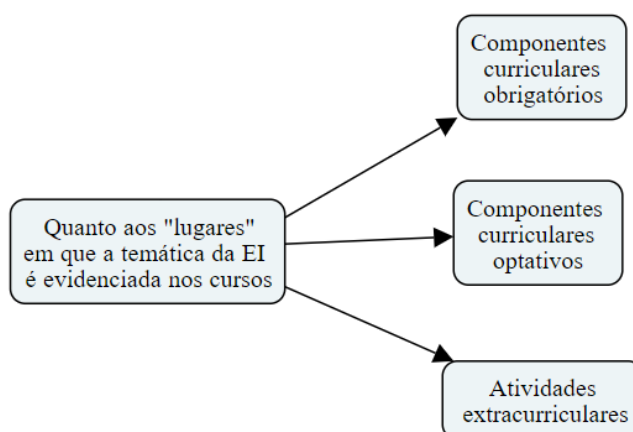 Componentes
curriculares
obrigatórios
Quanto aos "lugares"
em que a temática da EI
é evidenciada nos cursos
Componentes
curriculares
optativos
Atividades
extracurriculares